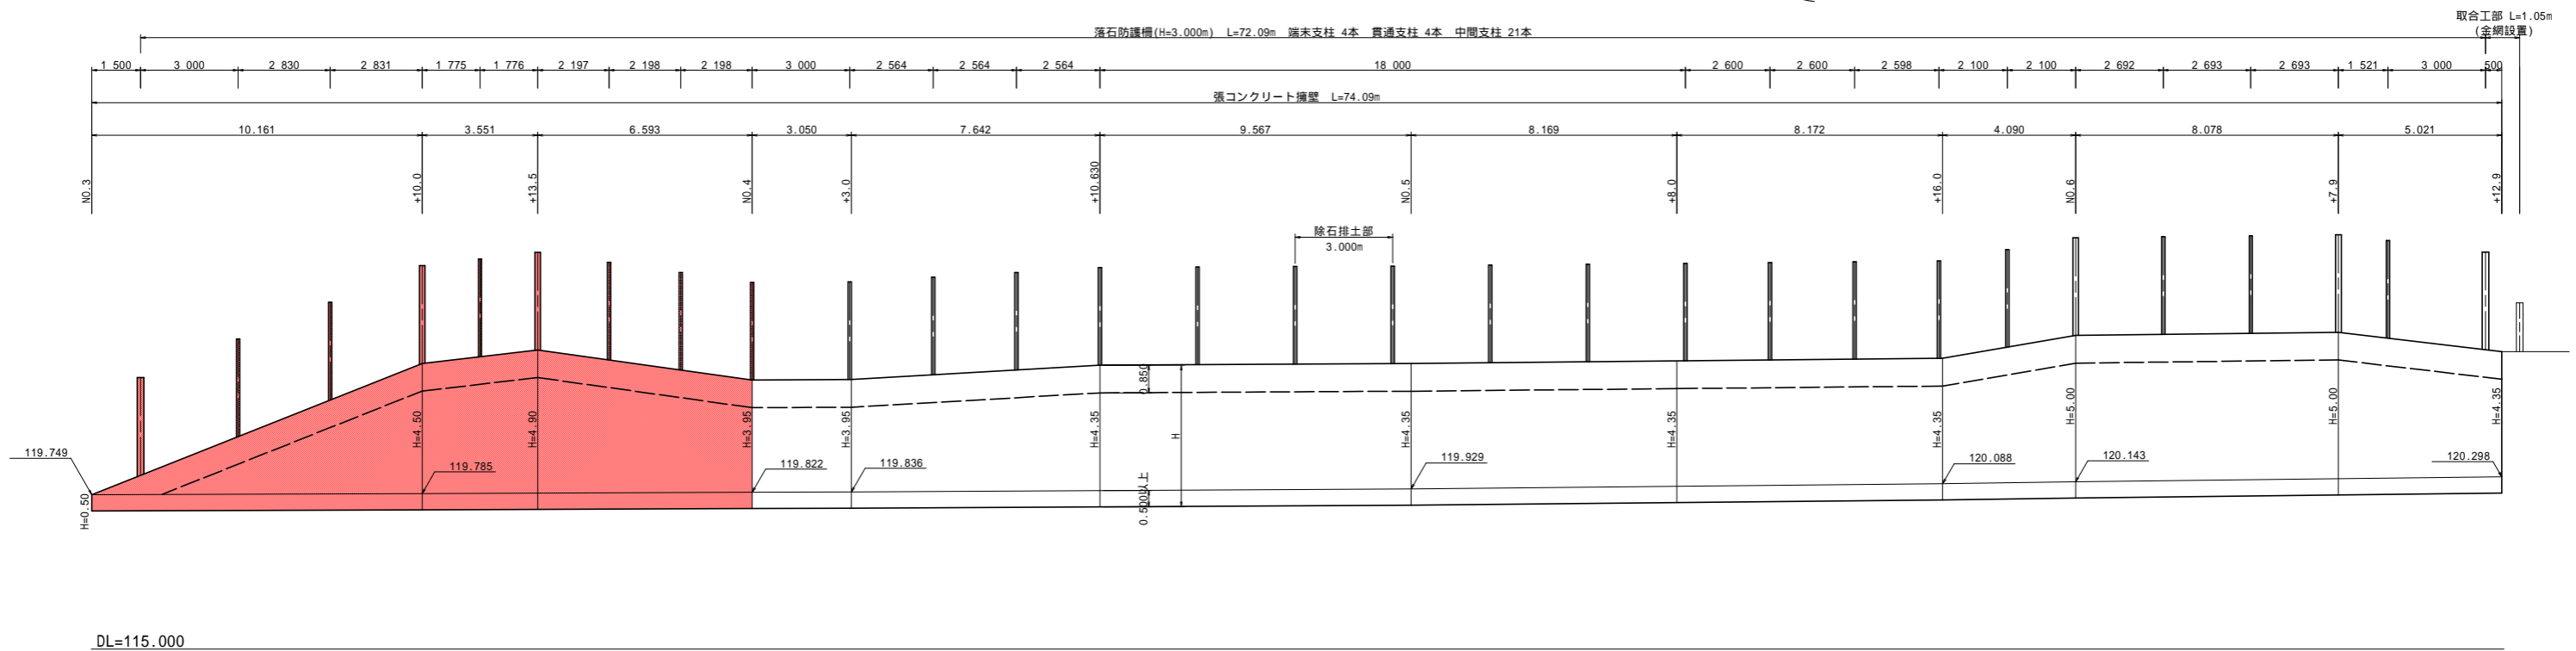 取合工部 L=1.05m
(金網設置)
落石防護柵(H=3.000m) L=72.09m 端末支柱 4本 貫通支柱 4本 中間支柱 21本
1 500 3 000 2 830 2 831 1 775 1 776 2 197 2 198 2 198 3 000 2 564 2 564 2 564 18 000 2 600 2 600 2 598 2 100 2 100 2 692 2 693 2 693 1 521 3 000 500
張コンクリート擁壁 L=74.09m
10.161 3.551 6.593 3.050 7.642 9.567 8.169 8.172 4.090 8.078 5.021
NO.3 +10.0 +13.5 NO.4 +3.0 +10.630 NO.5 +8.0 +16.0 NO.6 +7.9 +12.9
除石排土部
3.000m
0.850
H=4.50 H=4.90 H=3.95 H=3.95 H=4.35 H H=4.35 H=4.35 H=4.35 H=5.00 H=5.00 H=4.35
119.749 119.785 119.822 119.836 119.929 120.088 120.143 120.298
H=0.50 0.500以上
DL=115.000